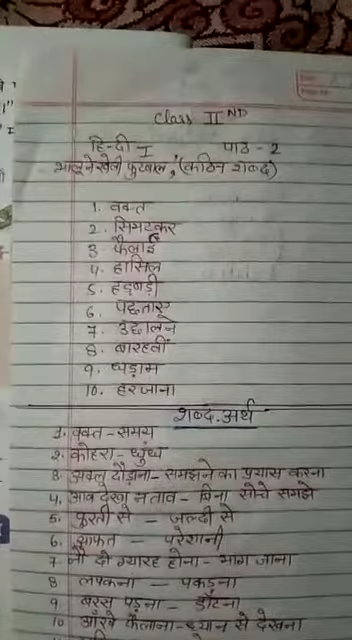 Class II ND
हिन्दी I पाठ - 2
भालू ने खेली फुटबाल, (कठिन शब्द)
1. वक्त
2. सिमटकर
3 फैलाई
4. हासिल
5. हड़बड़ी
6. पछताए
7. उछालने
8. बारहवीं
9. धड़ाम
10. हरजाना
शब्द. अर्थ
1. वक्त - समय
2. कोहरा - धुंध
3 अक्ल दौड़ाना - समझने का प्रयास करना
4. आव देखा न ताव - बिना सोचे समझे
5. फुरती से - जल्दी से
6. आफत - परेशानी
7 नौ दो ग्यारह होना - भाग जाना
8 लपकना - पकड़ना
9 बरस पड़ना - डाँटना
10 आँखे फैलाना - ध्यान से देखना